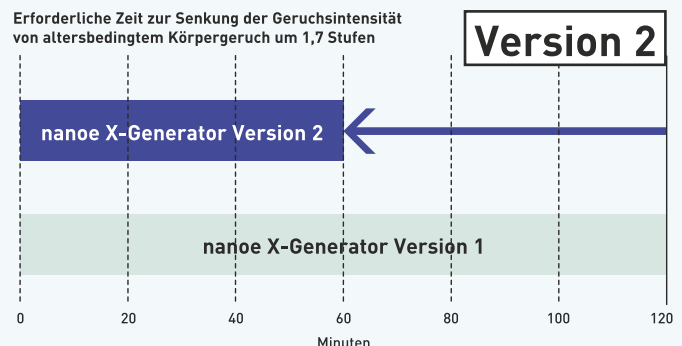 Erforderliche Zeit zur Senkung der Geruchsintensität
von altersbedingtem Körpergeruch um 1,7 Stufen
Version 2
nanoe X-Generator Version 2
nanoe X-Generator Version 1
0 20 40 60 80 100 120
Minuten